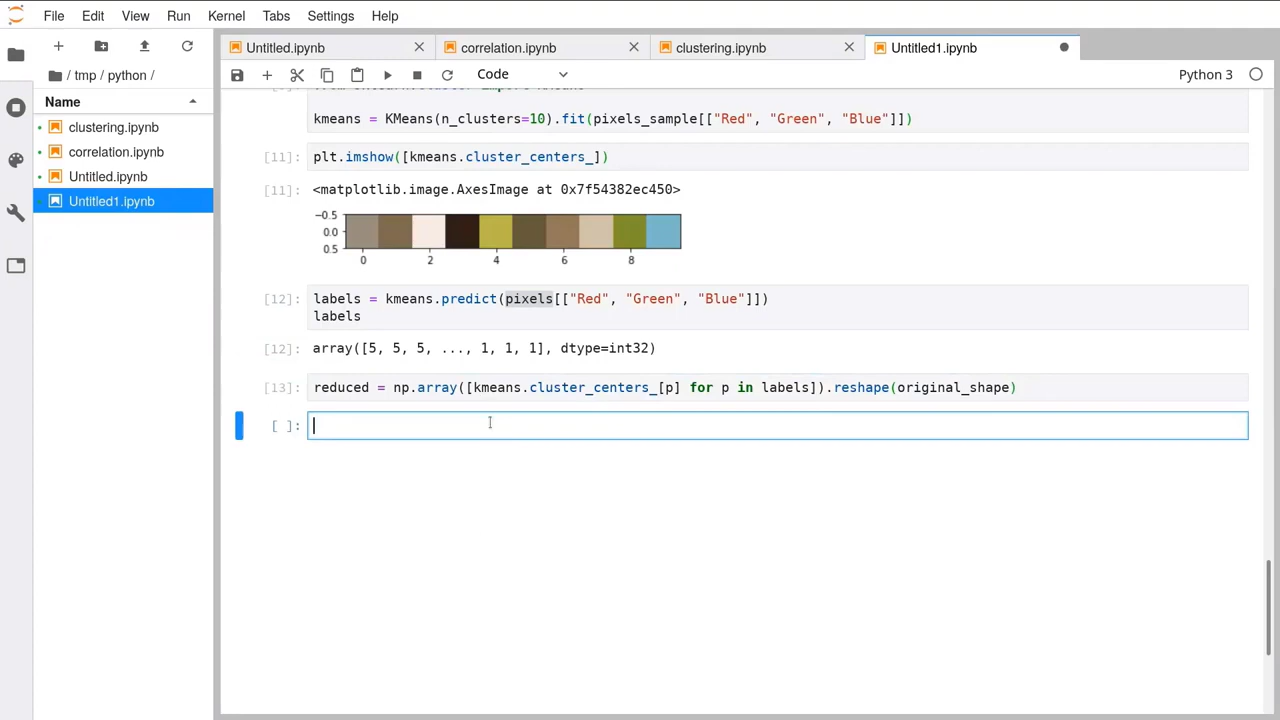 File Edit View Run Kernel Tabs Settings Help
/ tmp / python /
Name
clustering.ipynb
correlation.ipynb
Untitled.ipynb
Untitled1.ipynb
Untitled.ipynb correlation.ipynb clustering.ipynb Untitled1.ipynb
Code Python 3
kmeans = KMeans(n_clusters=10).fit(pixels_sample[["Red", "Green", "Blue"]])
[11]: plt.imshow([kmeans.cluster_centers_])
[11]: <matplotlib.image.AxesImage at 0x7f54382ec450>
−0.5
0.0
0.5
0 2 4 6 8
[12]: labels = kmeans.predict(pixels[["Red", "Green", "Blue"]])
labels
[12]: array([5, 5, 5, ..., 1, 1, 1], dtype=int32)
[13]: reduced = np.array([kmeans.cluster_centers_[p] for p in labels]).reshape(original_shape)
[ ]: